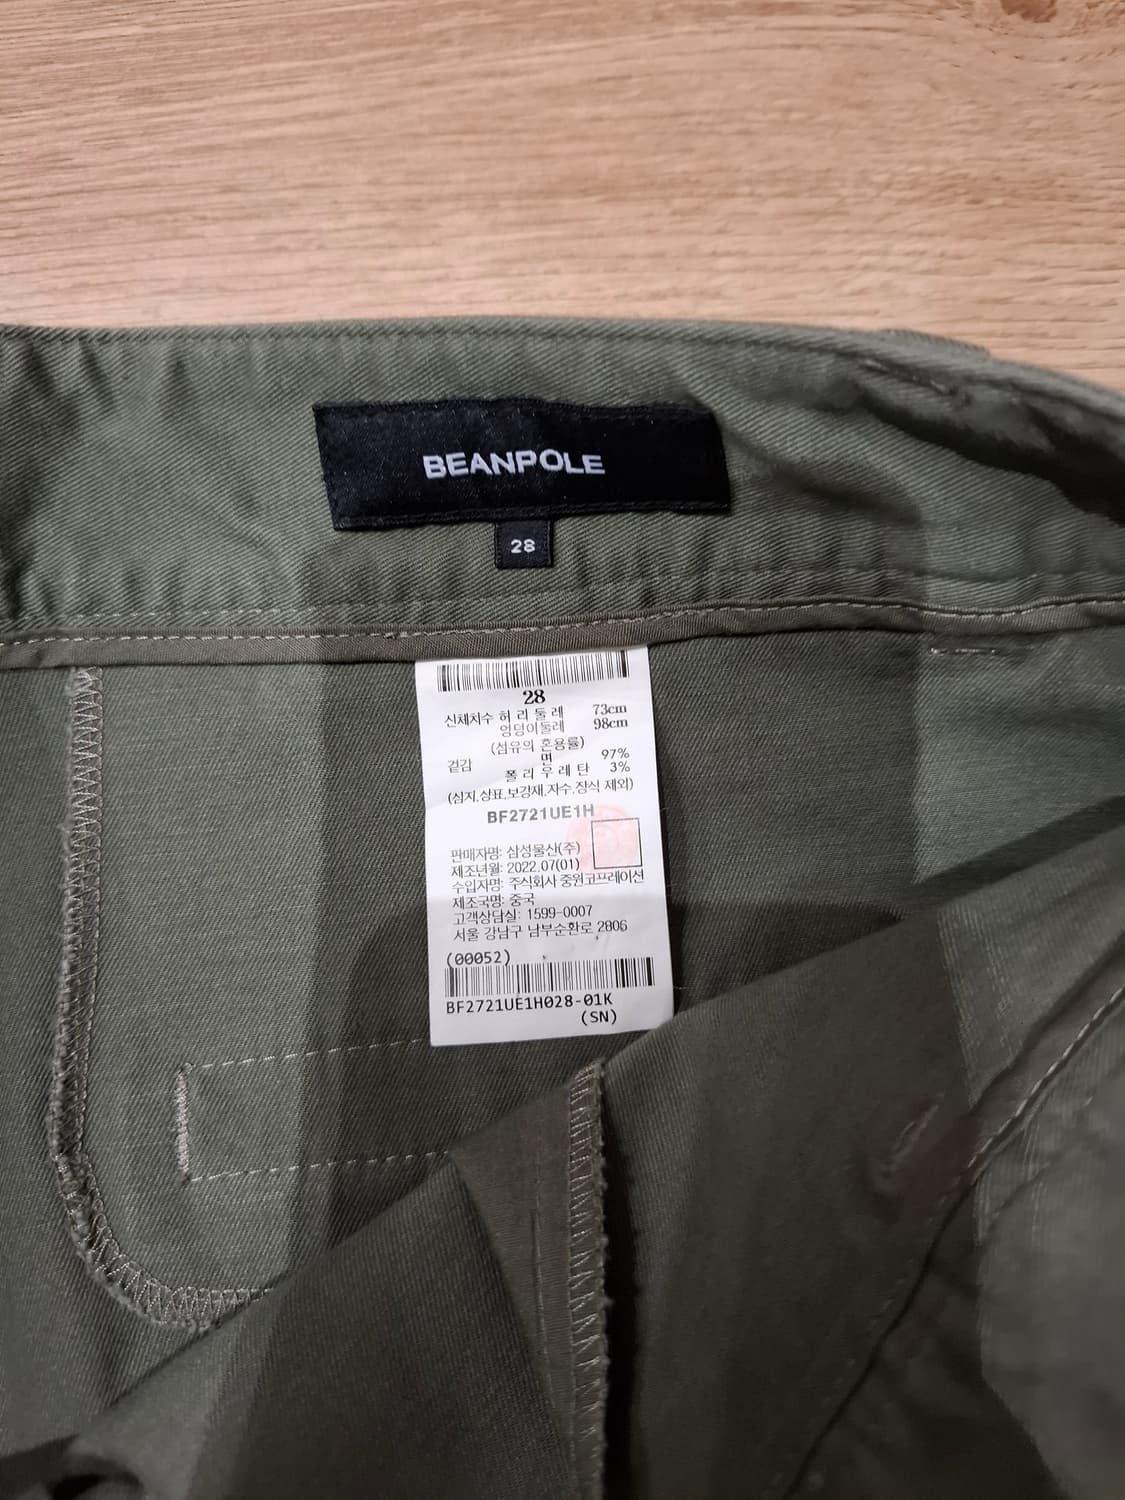 BEANPOLE
28
28
신체치수 허 리 둘 레 73cm
엉덩이둘레 98cm
(섬유의 혼용률)
겉감 면 97%
폴 리 우 레 탄 3%
(심지,상표,보강재,자수,장식 제외)
BF2721UE1H
판매자명: 삼성물산(주)
제조년월: 2022.07(01)
수입자명: 주식회사 중원코프레이션
제조국명: 중국
고객상담실: 1599-0007
서울 강남구 남부순환로 2806
(00052)
BF2721UE1H028-01K
(SN)